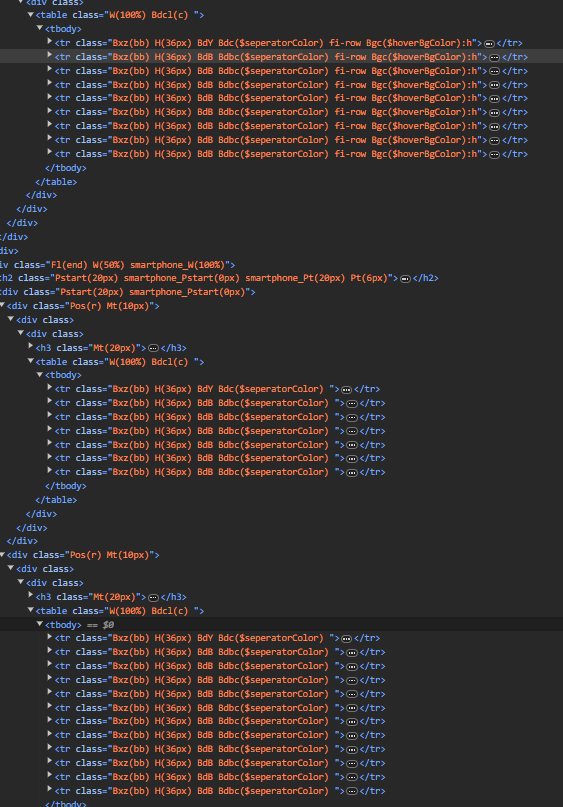 <div class>
<table class="W(100%) Bdcl(c) ">
<tbody>
<tr class="Bxz(bb) H(36px) BdY Bdc($seperatorColor) fi-row Bgc($hoverBgColor):h">…</tr>
<tr class="Bxz(bb) H(36px) BdB Bdbc($seperatorColor) fi-row Bgc($hoverBgColor):h">…</tr>
<tr class="Bxz(bb) H(36px) BdB Bdbc($seperatorColor) fi-row Bgc($hoverBgColor):h">…</tr>
<tr class="Bxz(bb) H(36px) BdB Bdbc($seperatorColor) fi-row Bgc($hoverBgColor):h">…</tr>
<tr class="Bxz(bb) H(36px) BdB Bdbc($seperatorColor) fi-row Bgc($hoverBgColor):h">…</tr>
<tr class="Bxz(bb) H(36px) BdB Bdbc($seperatorColor) fi-row Bgc($hoverBgColor):h">…</tr>
<tr class="Bxz(bb) H(36px) BdB Bdbc($seperatorColor) fi-row Bgc($hoverBgColor):h">…</tr>
<tr class="Bxz(bb) H(36px) BdB Bdbc($seperatorColor) fi-row Bgc($hoverBgColor):h">…</tr>
<tr class="Bxz(bb) H(36px) BdB Bdbc($seperatorColor) fi-row Bgc($hoverBgColor):h">…</tr>
</tbody>
</table>
</div>
</div>
</div>
/div>
div>
iv class="Fl(end) W(50%) smartphone_W(100%)">
h2 class="Pstart(20px) smartphone_Pstart(0px) smartphone_Pt(20px) Pt(6px)">…</h2>
<div class="Pstart(20px) smartphone_Pstart(0px)">
<div class="Pos(r) Mt(10px)">
<div class>
<div class>
<h3 class="Mt(20px)">…</h3>
<table class="W(100%) Bdcl(c) ">
<tbody>
<tr class="Bxz(bb) H(36px) BdY Bdc($seperatorColor) ">…</tr>
<tr class="Bxz(bb) H(36px) BdB Bdbc($seperatorColor) ">…</tr>
<tr class="Bxz(bb) H(36px) BdB Bdbc($seperatorColor) ">…</tr>
<tr class="Bxz(bb) H(36px) BdB Bdbc($seperatorColor) ">…</tr>
<tr class="Bxz(bb) H(36px) BdB Bdbc($seperatorColor) ">…</tr>
<tr class="Bxz(bb) H(36px) BdB Bdbc($seperatorColor) ">…</tr>
<tr class="Bxz(bb) H(36px) BdB Bdbc($seperatorColor) ">…</tr>
</tbody>
</table>
</div>
</div>
</div>
<div class="Pos(r) Mt(10px)">
<div class>
<div class>
<h3 class="Mt(20px)">…</h3>
<table class="W(100%) Bdcl(c) ">
<tbody> == $0
<tr class="Bxz(bb) H(36px) BdY Bdc($seperatorColor) ">…</tr>
<tr class="Bxz(bb) H(36px) BdB Bdbc($seperatorColor) ">…</tr>
<tr class="Bxz(bb) H(36px) BdB Bdbc($seperatorColor) ">…</tr>
<tr class="Bxz(bb) H(36px) BdB Bdbc($seperatorColor) ">…</tr>
<tr class="Bxz(bb) H(36px) BdB Bdbc($seperatorColor) ">…</tr>
<tr class="Bxz(bb) H(36px) BdB Bdbc($seperatorColor) ">…</tr>
<tr class="Bxz(bb) H(36px) BdB Bdbc($seperatorColor) ">…</tr>
<tr class="Bxz(bb) H(36px) BdB Bdbc($seperatorColor) ">…</tr>
<tr class="Bxz(bb) H(36px) BdB Bdbc($seperatorColor) ">…</tr>
<tr class="Bxz(bb) H(36px) BdB Bdbc($seperatorColor) ">…</tr>
<tr class="Bxz(bb) H(36px) BdB Bdbc($seperatorColor) ">…</tr>
<tr class="Bxz(bb) H(36px) BdB Bdbc($seperatorColor) ">…</tr>
</tbody>